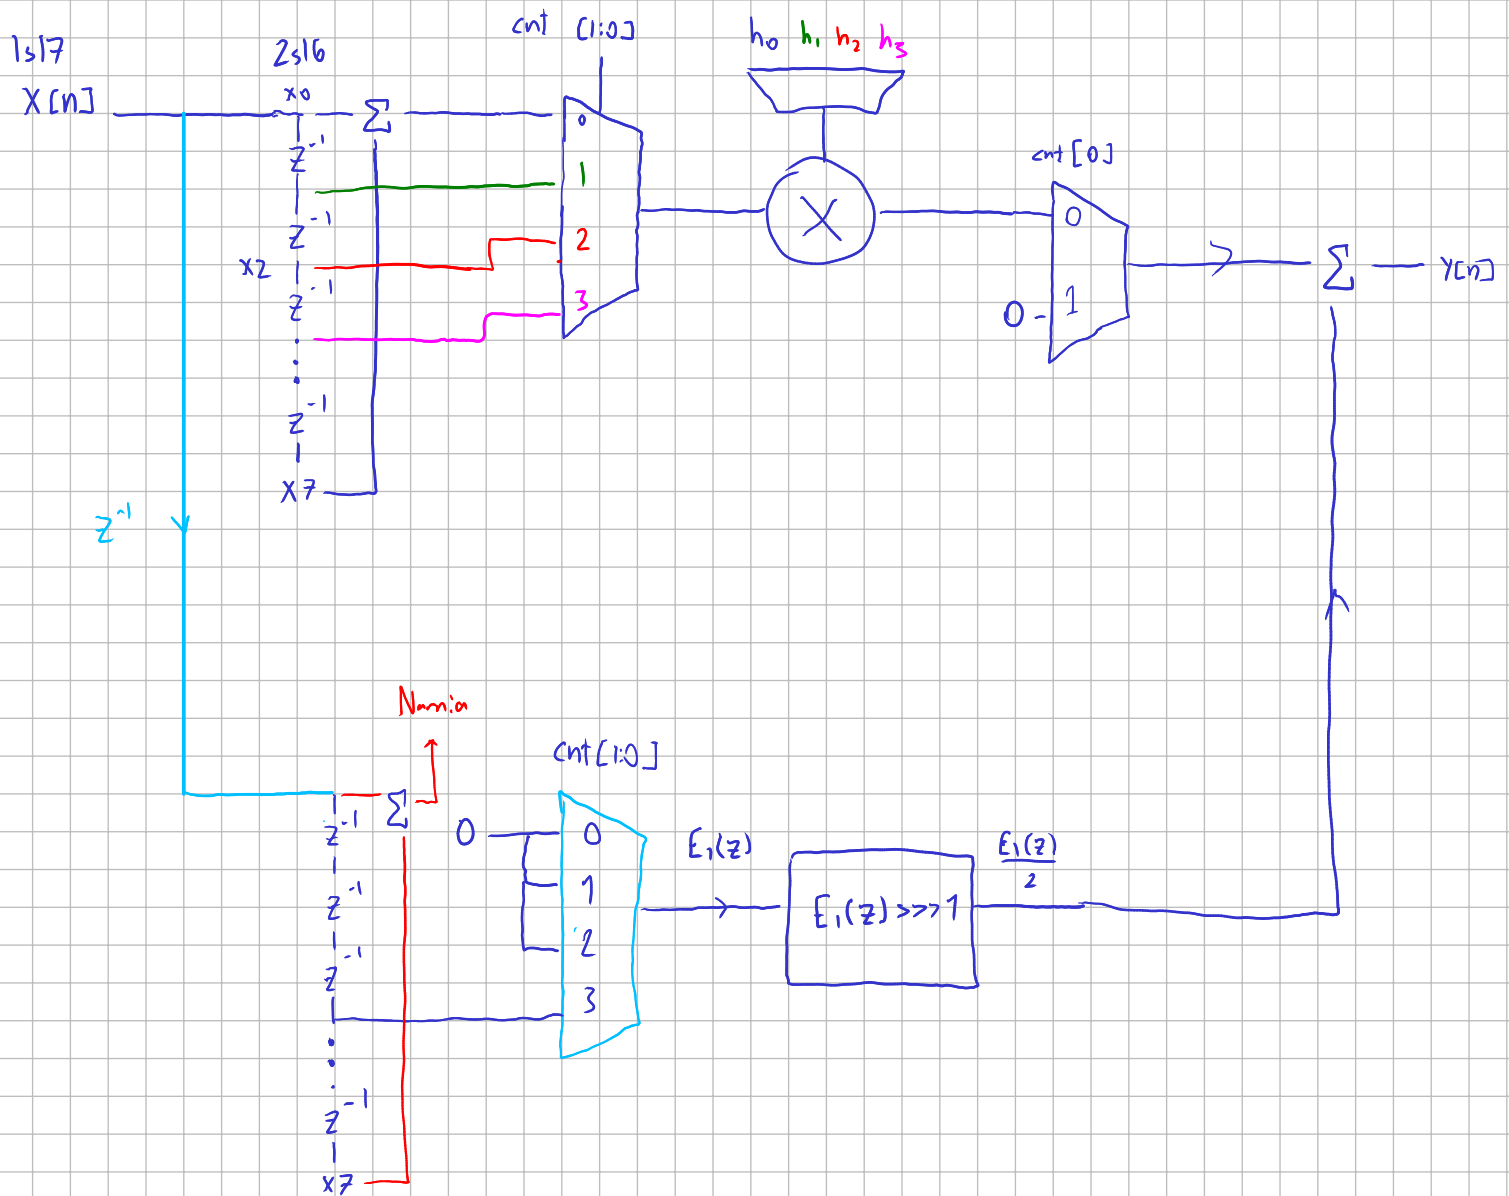 cnt [1:0]
h0 h1 h2 h3
1s17
2s16
X[n]
x0
Σ
0
Z^-1
1
cnt[0]
Z^-1
2
X
0
x2
Σ
Y[n]
Z^-1
3
0
1
Z^-1
x7
Z^-1
cnt[1:0]
Σ
Z^-1
0
0
E1(z)
E1(z)/2
1
Z^-1
E1(z)>>>1
2
Z^-1
3
Z^-1
x7